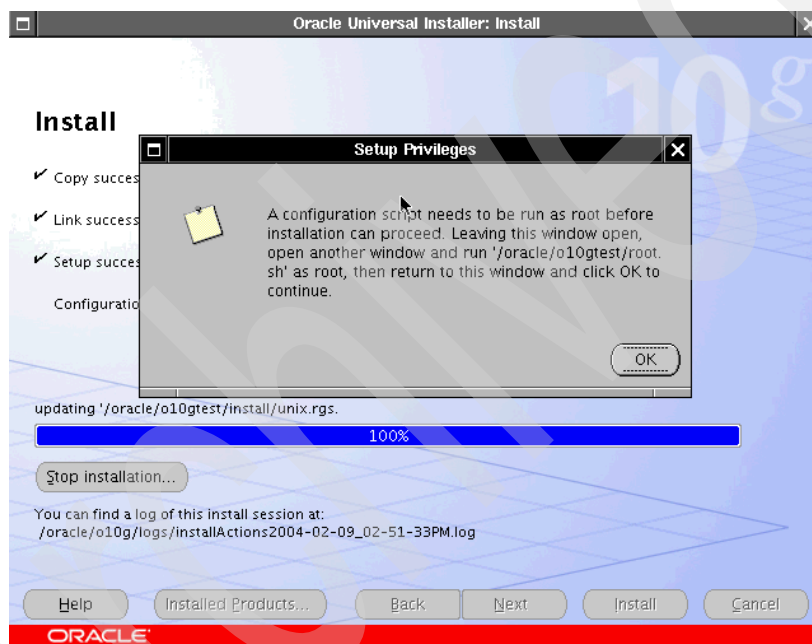 Oracle Universal Installer: Install
10g
Install
Setup Privileges
Copy succes
Link success
Setup succes
Configuratio
A configuration script needs to be run as root before
installation can proceed. Leaving this window open,
open another window and run '/oracle/o10gtest/root.
sh' as root, then return to this window and click OK to
continue.
OK
updating '/oracle/o10gtest/install/unix.rgs.
100%
Stop installation...
You can find a log of this install session at:
/oracle/o10g/logs/installActions2004-02-09_02-51-33PM.log
Help Installed Products... Back Next Install Cancel
ORACLE